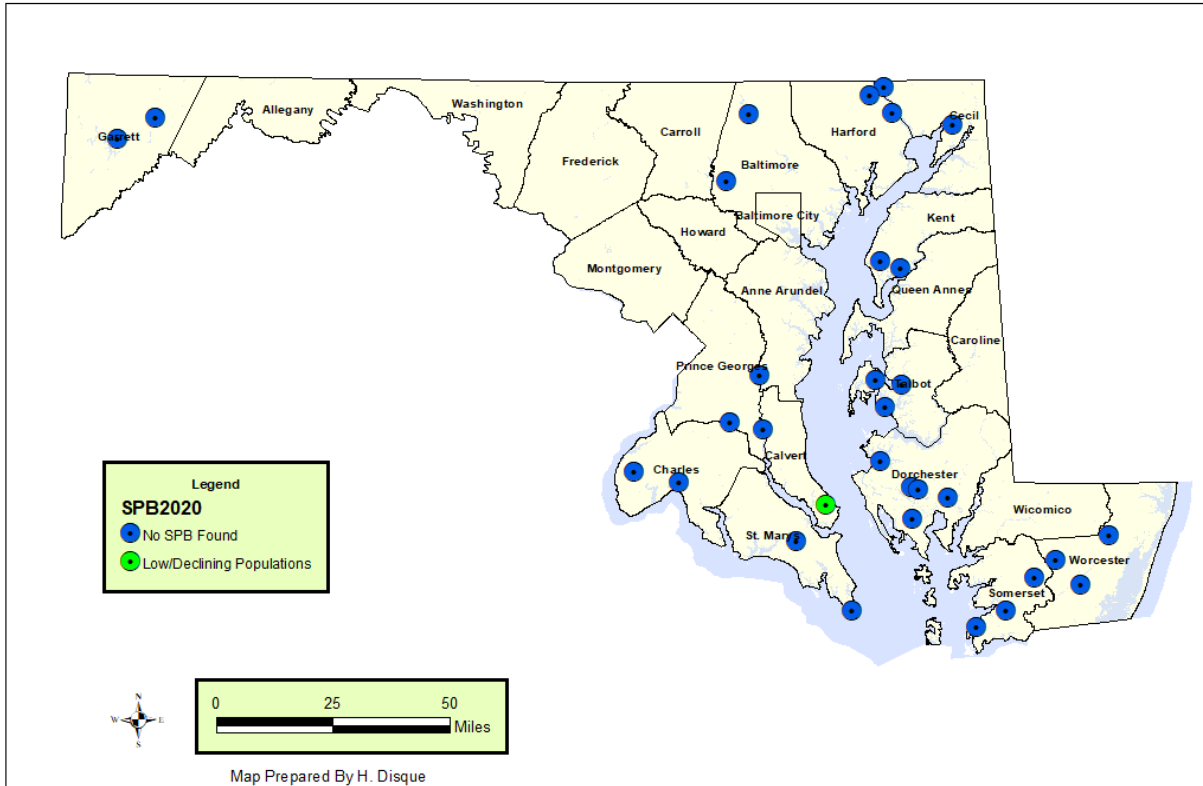 Garrett
Allegany
Washington
Frederick
Carroll
Baltimore
Harford
Cecil
Baltimore City
Howard
Montgomery
Kent
Queen Annes
Anne Arundel
Caroline
Prince Georges
Talbot
Calvert
Charles
Dorchester
St. Marys
Wicomico
Worcester
Somerset
Legend
SPB2020
No SPB Found
Low/Declining Populations
N
W E
S
0 25 50
Miles
Map Prepared By H. Disque